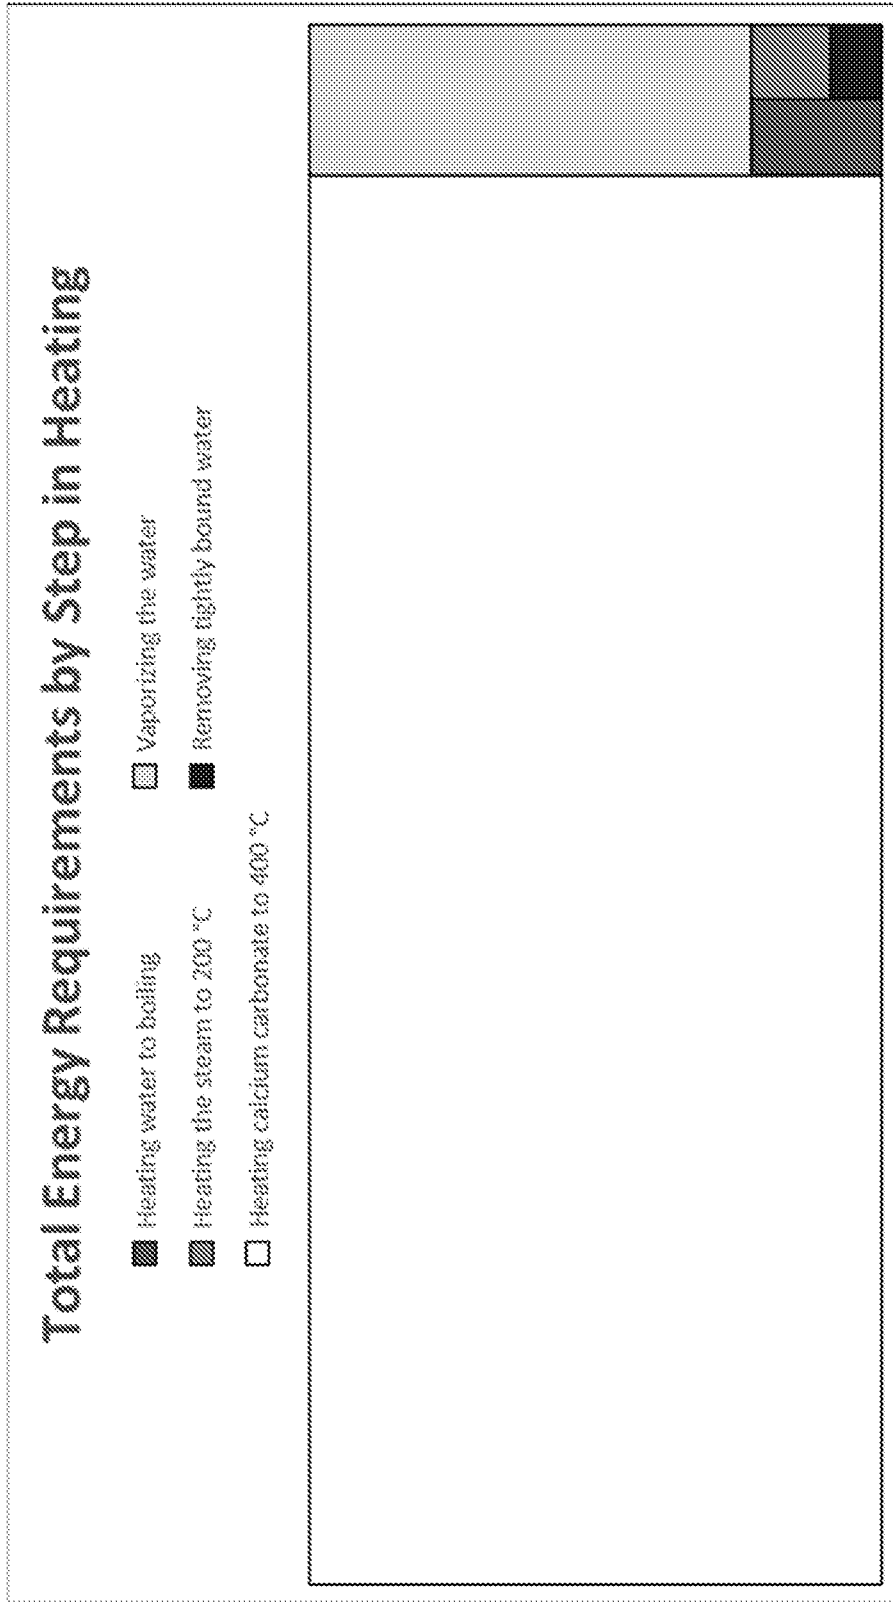 Total Energy Requirements by Step in Heating
Heating water to boiling
Vaporizing the water
Heating the steam to 200 °C
Removing tightly bound water
Heating calcium carbonate to 400 °C